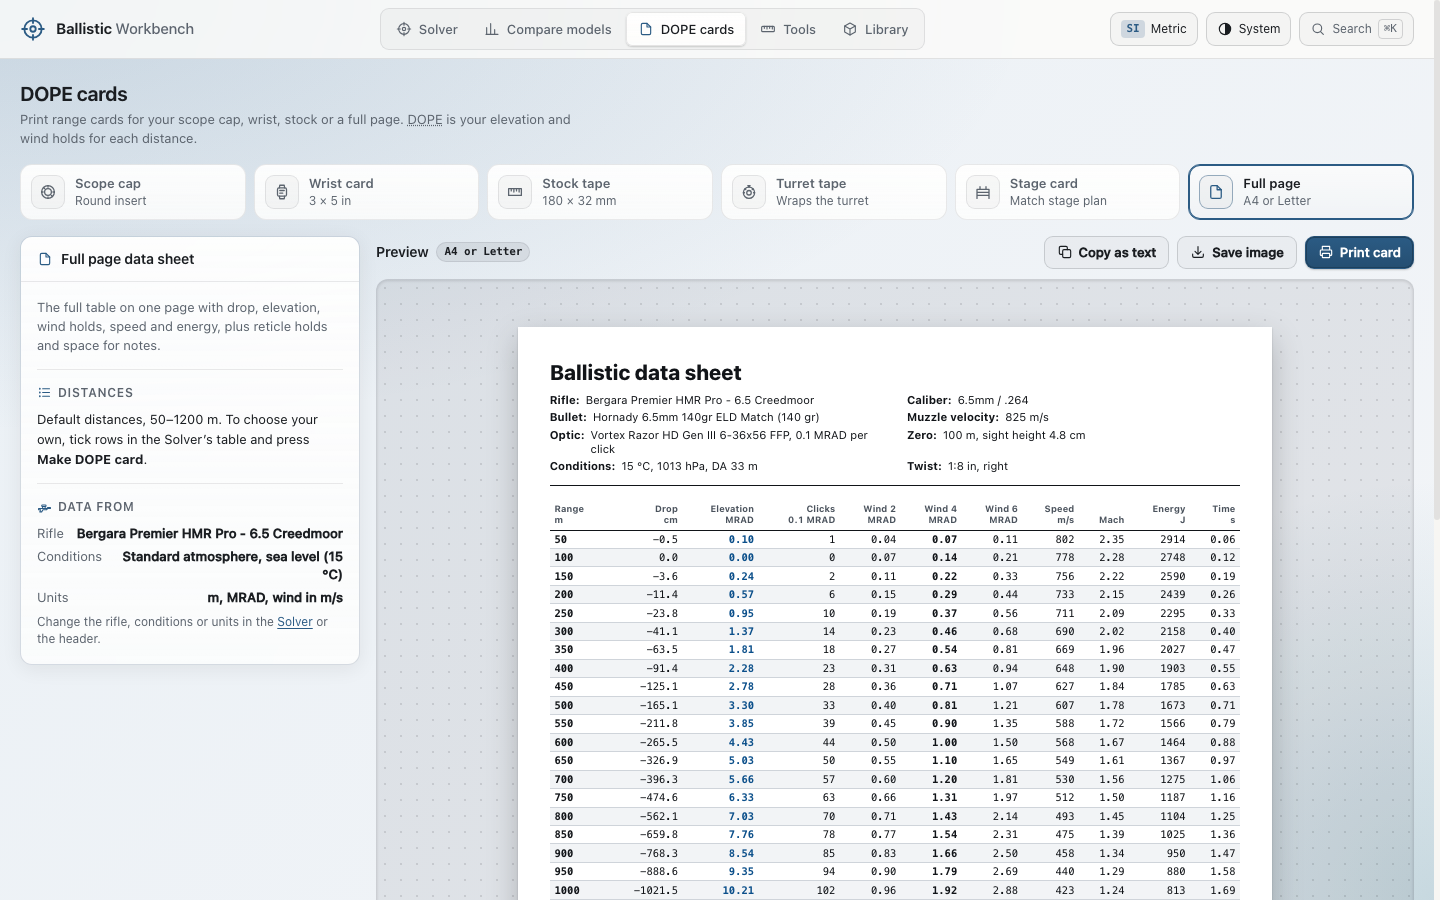 Ballistic Workbench
Solver
Compare models
DOPE cards
Tools
Library
SI Metric
System
Search ⌘K
DOPE cards
Print range cards for your scope cap, wrist, stock or a full page. DOPE is your elevation and
wind holds for each distance.
Scope cap
Round insert
Wrist card
3 × 5 in
Stock tape
180 × 32 mm
Turret tape
Wraps the turret
Stage card
Match stage plan
Full page
A4 or Letter
Full page data sheet
The full table on one page with drop, elevation,
wind holds, speed and energy, plus reticle holds
and space for notes.
DISTANCES
Default distances, 50–1200 m. To choose your
own, tick rows in the Solver's table and press
Make DOPE card.
DATA FROM
Rifle Bergara Premier HMR Pro - 6.5 Creedmoor
Conditions Standard atmosphere, sea level (15
°C)
Units m, MRAD, wind in m/s
Change the rifle, conditions or units in the Solver or
the header.
Preview A4 or Letter
Copy as text
Save image
Print card
Ballistic data sheet
Rifle: Bergara Premier HMR Pro - 6.5 Creedmoor
Caliber: 6.5mm / .264
Bullet: Hornady 6.5mm 140gr ELD Match (140 gr)
Muzzle velocity: 825 m/s
Optic: Vortex Razor HD Gen III 6-36x56 FFP, 0.1 MRAD per
click
Zero: 100 m, sight height 4.8 cm
Conditions: 15 °C, 1013 hPa, DA 33 m
Twist: 1:8 in, right
Range Drop Elevation Clicks Wind 2 Wind 4 Wind 6 Speed Energy Time
m cm MRAD 0.1 MRAD MRAD MRAD MRAD m/s Mach J s
50 −0.5 0.10 1 0.04 0.07 0.11 802 2.35 2914 0.06
100 0.0 0.00 0 0.07 0.14 0.21 778 2.28 2748 0.12
150 −3.6 0.24 2 0.11 0.22 0.33 756 2.22 2590 0.19
200 −11.4 0.57 6 0.15 0.29 0.44 733 2.15 2439 0.26
250 −23.8 0.95 10 0.19 0.37 0.56 711 2.09 2295 0.33
300 −41.1 1.37 14 0.23 0.46 0.68 690 2.02 2158 0.40
350 −63.5 1.81 18 0.27 0.54 0.81 669 1.96 2027 0.47
400 −91.4 2.28 23 0.31 0.63 0.94 648 1.90 1903 0.55
450 −125.1 2.78 28 0.36 0.71 1.07 627 1.84 1785 0.63
500 −165.1 3.30 33 0.40 0.81 1.21 607 1.78 1673 0.71
550 −211.8 3.85 39 0.45 0.90 1.35 588 1.72 1566 0.79
600 −265.5 4.43 44 0.50 1.00 1.50 568 1.67 1464 0.88
650 −326.9 5.03 50 0.55 1.10 1.65 549 1.61 1367 0.97
700 −396.3 5.66 57 0.60 1.20 1.81 530 1.56 1275 1.06
750 −474.6 6.33 63 0.66 1.31 1.97 512 1.50 1187 1.16
800 −562.1 7.03 70 0.71 1.43 2.14 493 1.45 1104 1.25
850 −659.8 7.76 78 0.77 1.54 2.31 475 1.39 1025 1.36
900 −768.3 8.54 85 0.83 1.66 2.50 458 1.34 950 1.47
950 −888.6 9.35 94 0.90 1.79 2.69 440 1.29 880 1.58
1000 −1021.5 10.21 102 0.96 1.92 2.88 423 1.24 813 1.69